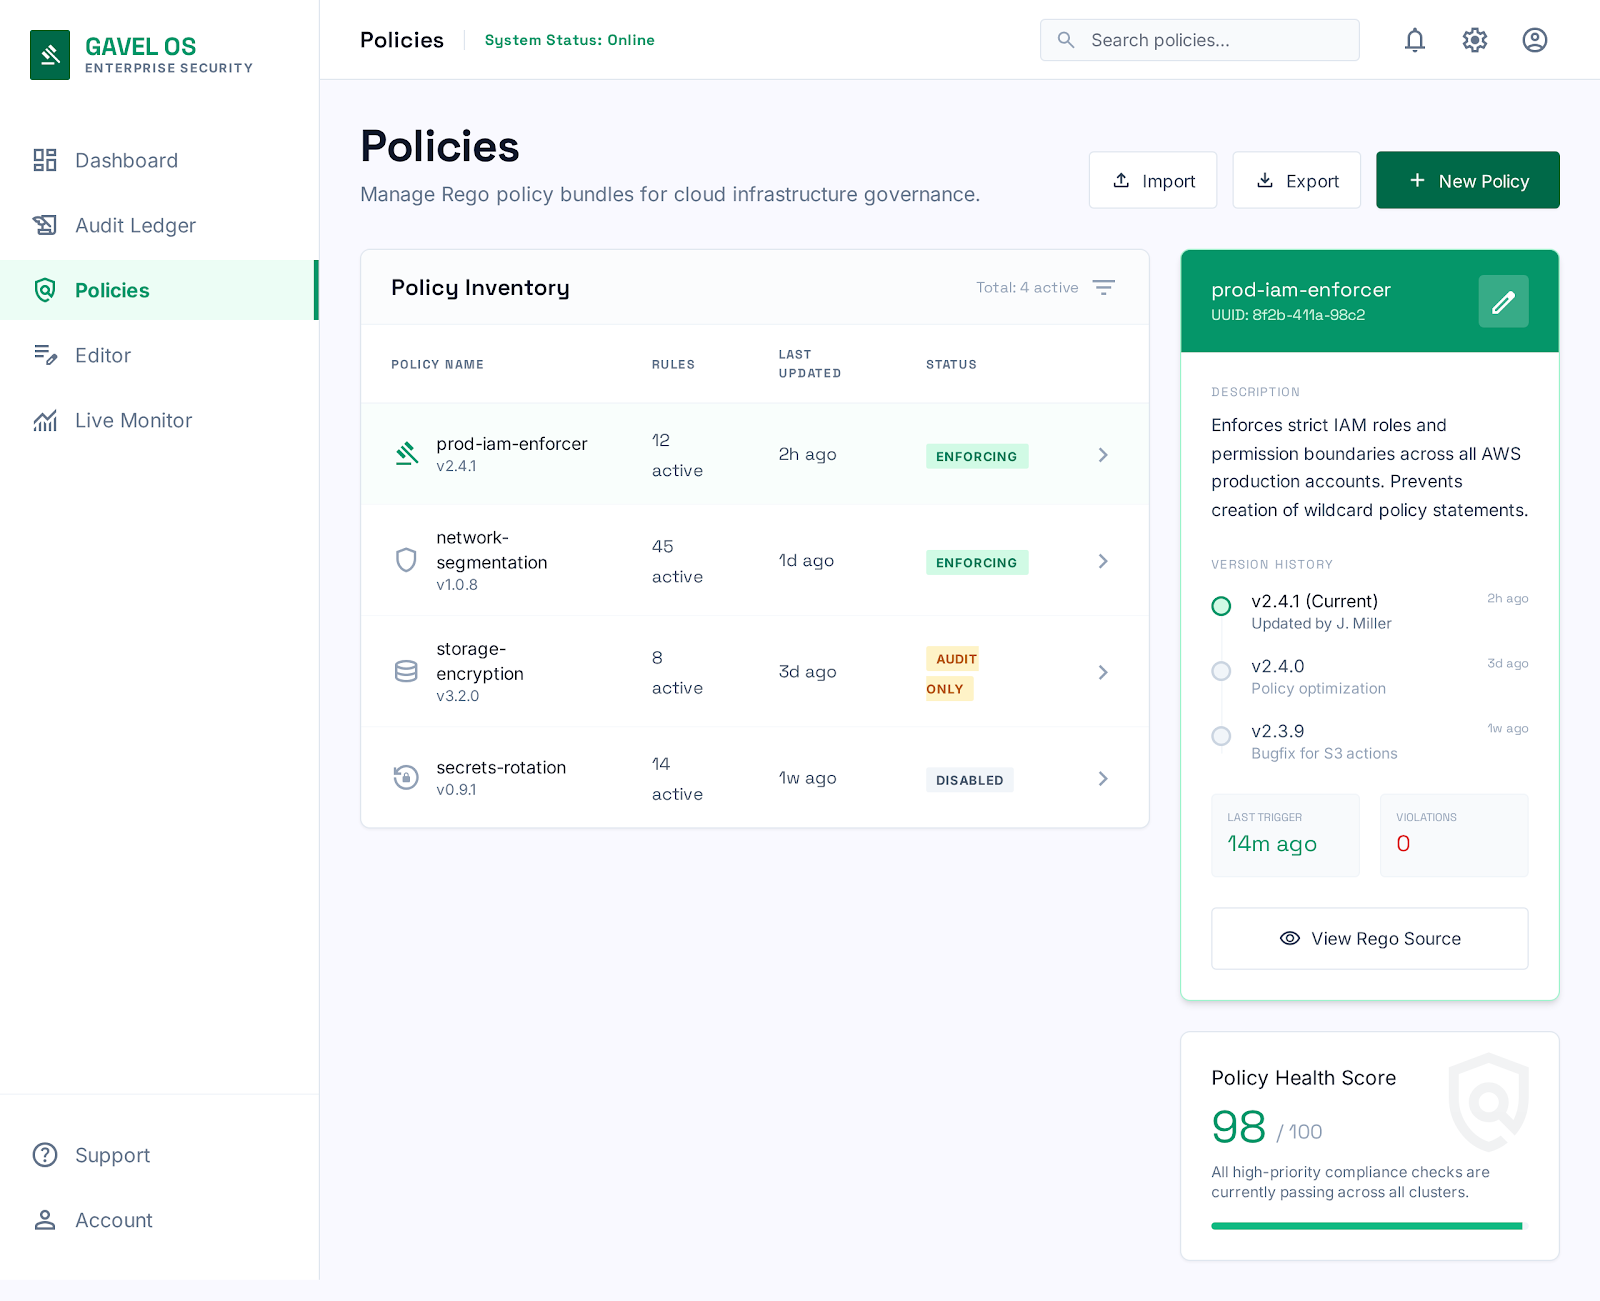 GAVEL OS
ENTERPRISE SECURITY
Dashboard
Audit Ledger
Policies
Editor
Live Monitor
Support
Account
Policies
System Status: Online
Search policies...
Policies
Manage Rego policy bundles for cloud infrastructure governance.
Import
Export
New Policy
Policy Inventory
Total: 4 active
POLICY NAME
RULES
LAST
UPDATED
STATUS
prod-iam-enforcer
v2.4.1
12
active
2h ago
ENFORCING
network-
segmentation
v1.0.8
45
active
1d ago
ENFORCING
storage-
encryption
v3.2.0
8
active
3d ago
AUDIT
ONLY
secrets-rotation
v0.9.1
14
active
1w ago
DISABLED
prod-iam-enforcer
UUID: 8f2b-411a-98c2
DESCRIPTION
Enforces strict IAM roles and
permission boundaries across all AWS
production accounts. Prevents
creation of wildcard policy statements.
VERSION HISTORY
v2.4.1 (Current)
2h ago
Updated by J. Miller
v2.4.0
3d ago
Policy optimization
v2.3.9
1w ago
Bugfix for S3 actions
LAST TRIGGER
14m ago
VIOLATIONS
0
View Rego Source
Policy Health Score
98 / 100
All high-priority compliance checks are
currently passing across all clusters.